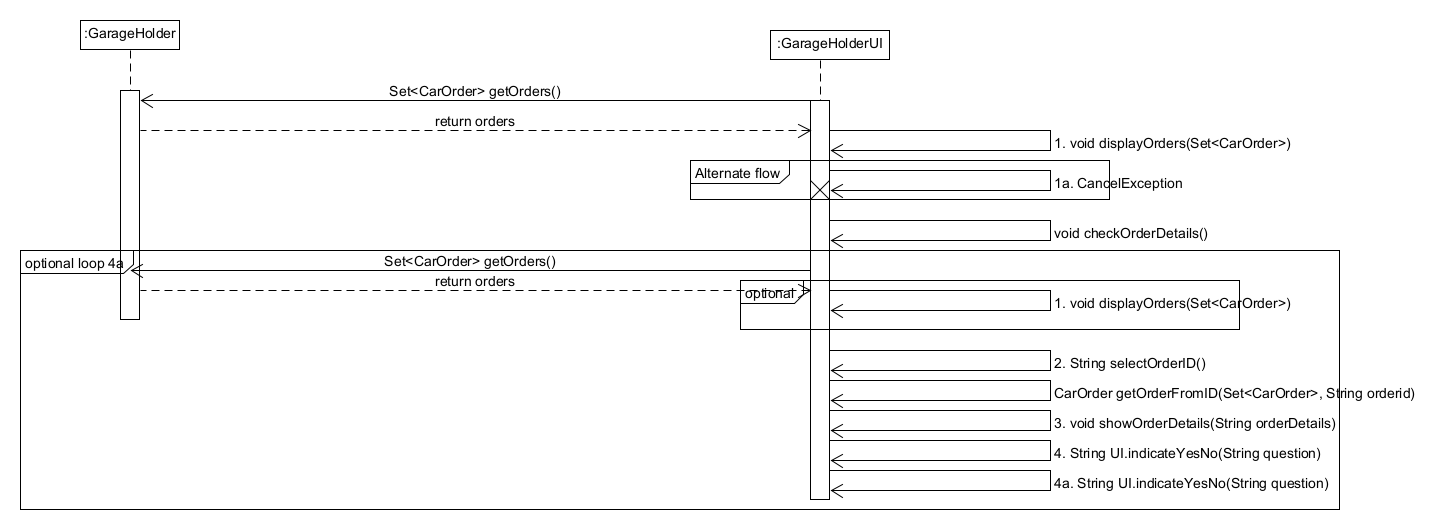 :GarageHolder
:GarageHolderUI
Set<CarOrder> getOrders()
return orders
1. void displayOrders(Set<CarOrder>)
Alternate flow
1a. CancelException
void checkOrderDetails()
optional loop 4a
Set<CarOrder> getOrders()
return orders
optional
1. void displayOrders(Set<CarOrder>)
2. String selectOrderID()
CarOrder getOrderFromID(Set<CarOrder>, String orderid)
3. void showOrderDetails(String orderDetails)
4. String UI.indicateYesNo(String question)
4a. String UI.indicateYesNo(String question)